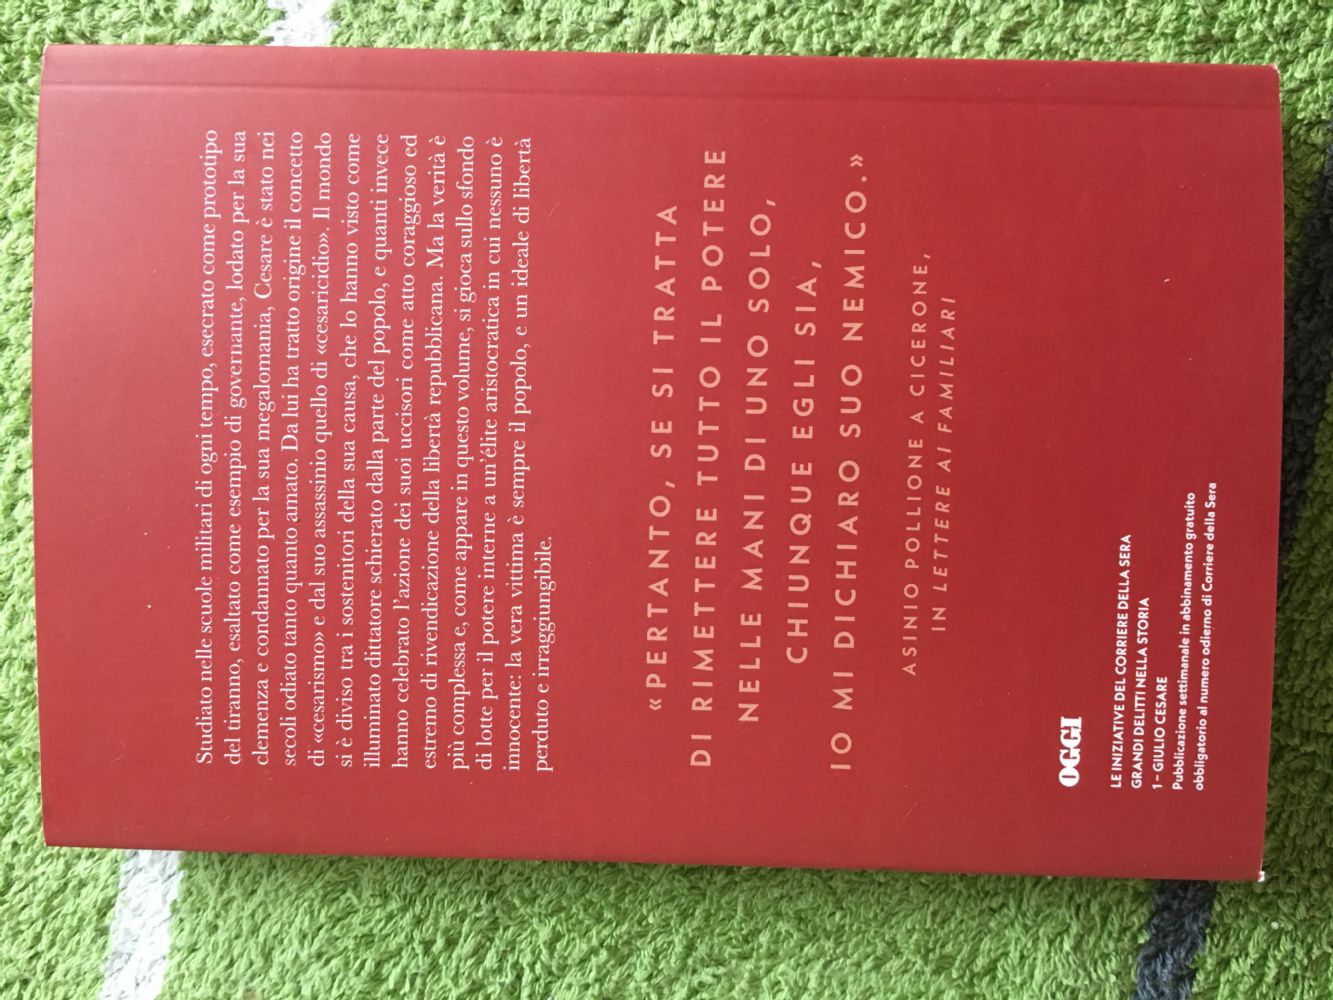 Studiato nelle scuole militari di ogni tempo, esecrato come prototipo
del tiranno, esaltato come esempio di governante, lodato per la sua
clemenza e condannato per la sua megalomania, Cesare è stato nei
secoli odiato tanto quanto amato. Da lui ha tratto origine il concetto
di «cesarismo» e dal suo assassinio quello di «cesaricidio». Il mondo
si è diviso tra i sostenitori della sua causa, che lo hanno visto come
illuminato dittatore schierato dalla parte del popolo, e quanti invece
hanno celebrato l'azione dei suoi uccisori come atto coraggioso ed
estremo di rivendicazione della libertà repubblicana. Ma la verità è
più complessa e, come appare in questo volume, si gioca sullo sfondo
di lotte per il potere interne a un'élite aristocratica in cui nessuno è
innocente: la vera vittima è sempre il popolo, e un ideale di libertà
perduto e irraggiungibile.
«PERTANTO, SE SI TRATTA
DI RIMETTERE TUTTO IL POTERE
NELLE MANI DI UNO SOLO,
CHIUNQUE EGLI SIA,
IO MI DICHIARO SUO NEMICO.»
ASINIO POLLIONE A CICERONE,
IN LETTERE AI FAMILIARI
OGGI
LE INIZIATIVE DEL CORRIERE DELLA SERA
GRANDI DELITTI NELLA STORIA
1 – GIULIO CESARE
Pubblicazione settimanale in abbinamento gratuito
obbligatorio al numero odierno di Corriere della Sera